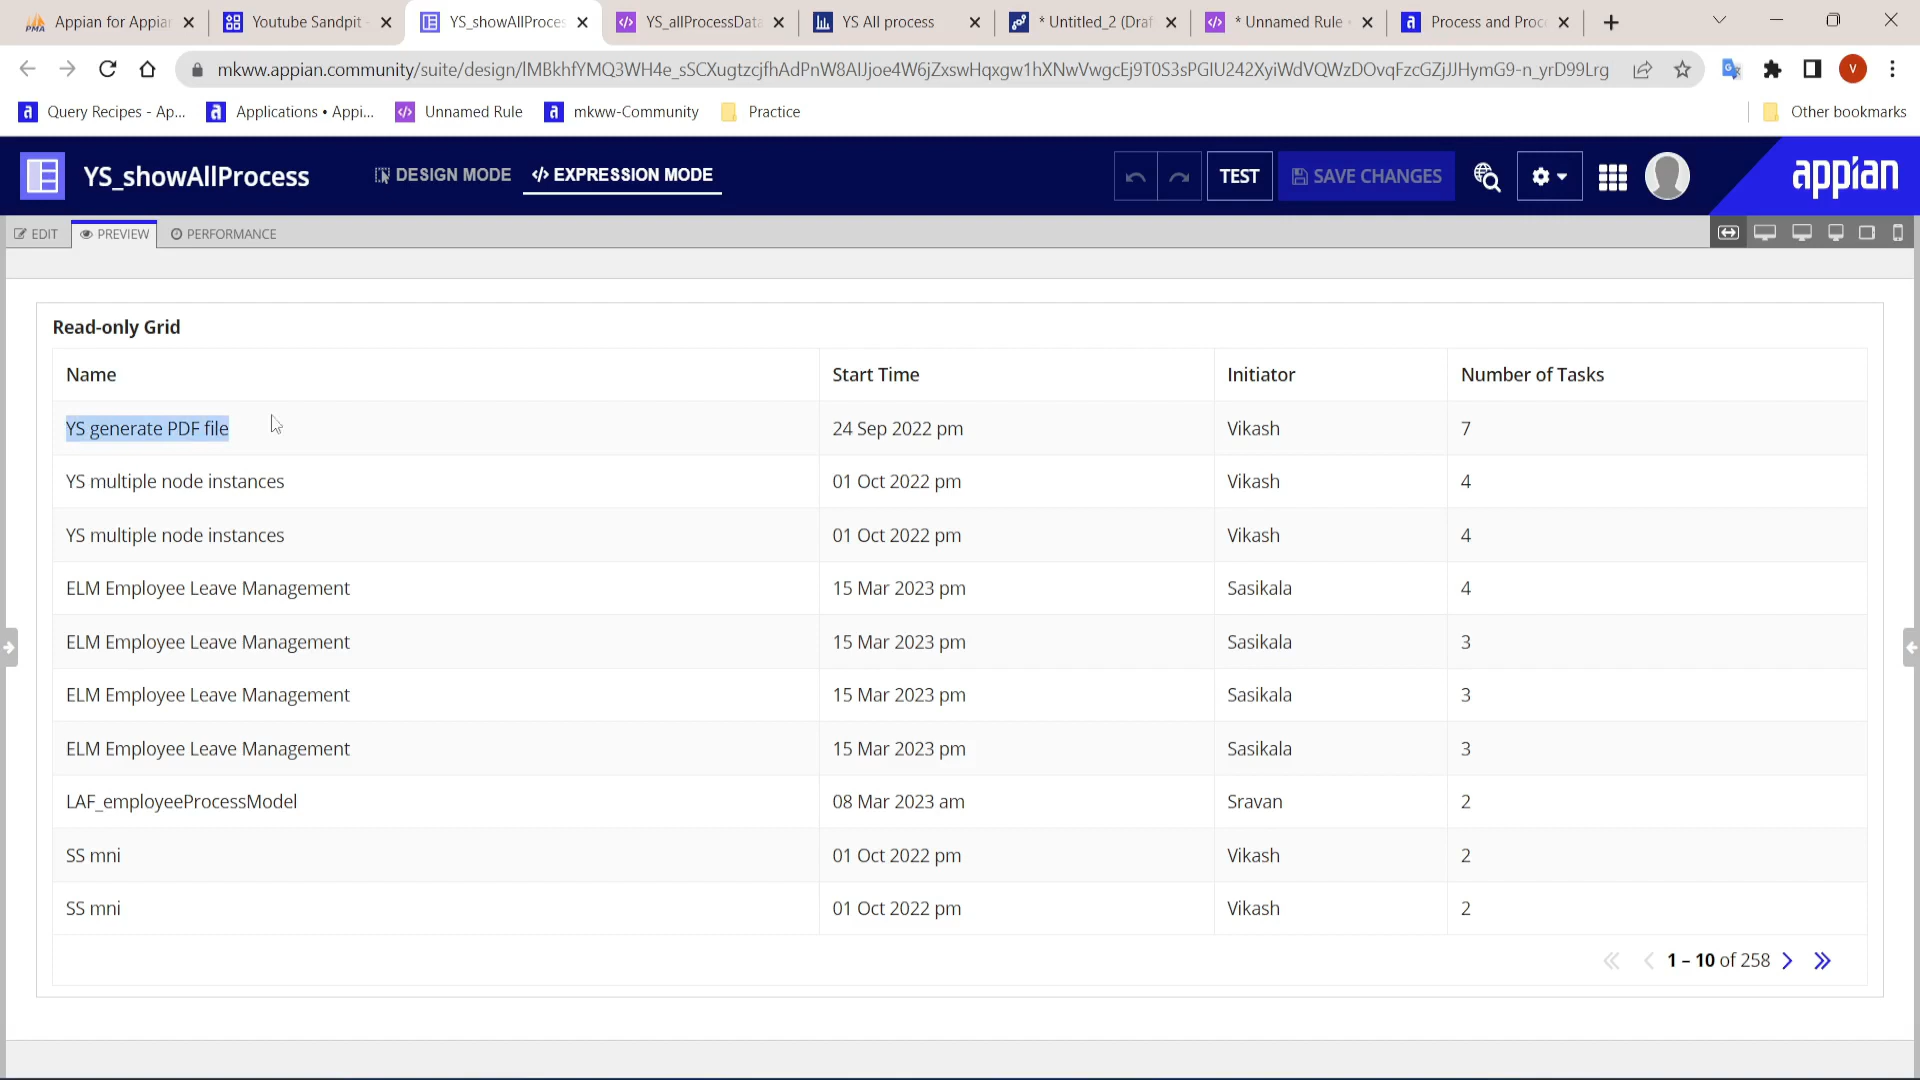 Appian for Appian
Youtube Sandpit -
YS_showAllProces
YS_allProcessData
YS All process
* Untitled_2 (Draf
* Unnamed Rule
Process and Proc
mkww.appian.community/suite/design/
V
Query Recipes - Ap...
Applications • Appi...
Unnamed Rule
mkww-Community
Practice
Other bookmarks
YS_showAllProcess
DESIGN MODE
EXPRESSION MODE
TEST
SAVE CHANGES
appian
EDIT
PREVIEW
PERFORMANCE
Read-only Grid
Name Start Time Initiator Number of Tasks
YS generate PDF file 24 Sep 2022 pm Vikash 7
YS multiple node instances 01 Oct 2022 pm Vikash 4
YS multiple node instances 01 Oct 2022 pm Vikash 4
ELM Employee Leave Management 15 Mar 2023 pm Sasikala 4
ELM Employee Leave Management 15 Mar 2023 pm Sasikala 3
ELM Employee Leave Management 15 Mar 2023 pm Sasikala 3
ELM Employee Leave Management 15 Mar 2023 pm Sasikala 3
LAF_employeeProcessModel 08 Mar 2023 am Sravan 2
SS mni 01 Oct 2022 pm Vikash 2
SS mni 01 Oct 2022 pm Vikash 2
1 – 10 of 258